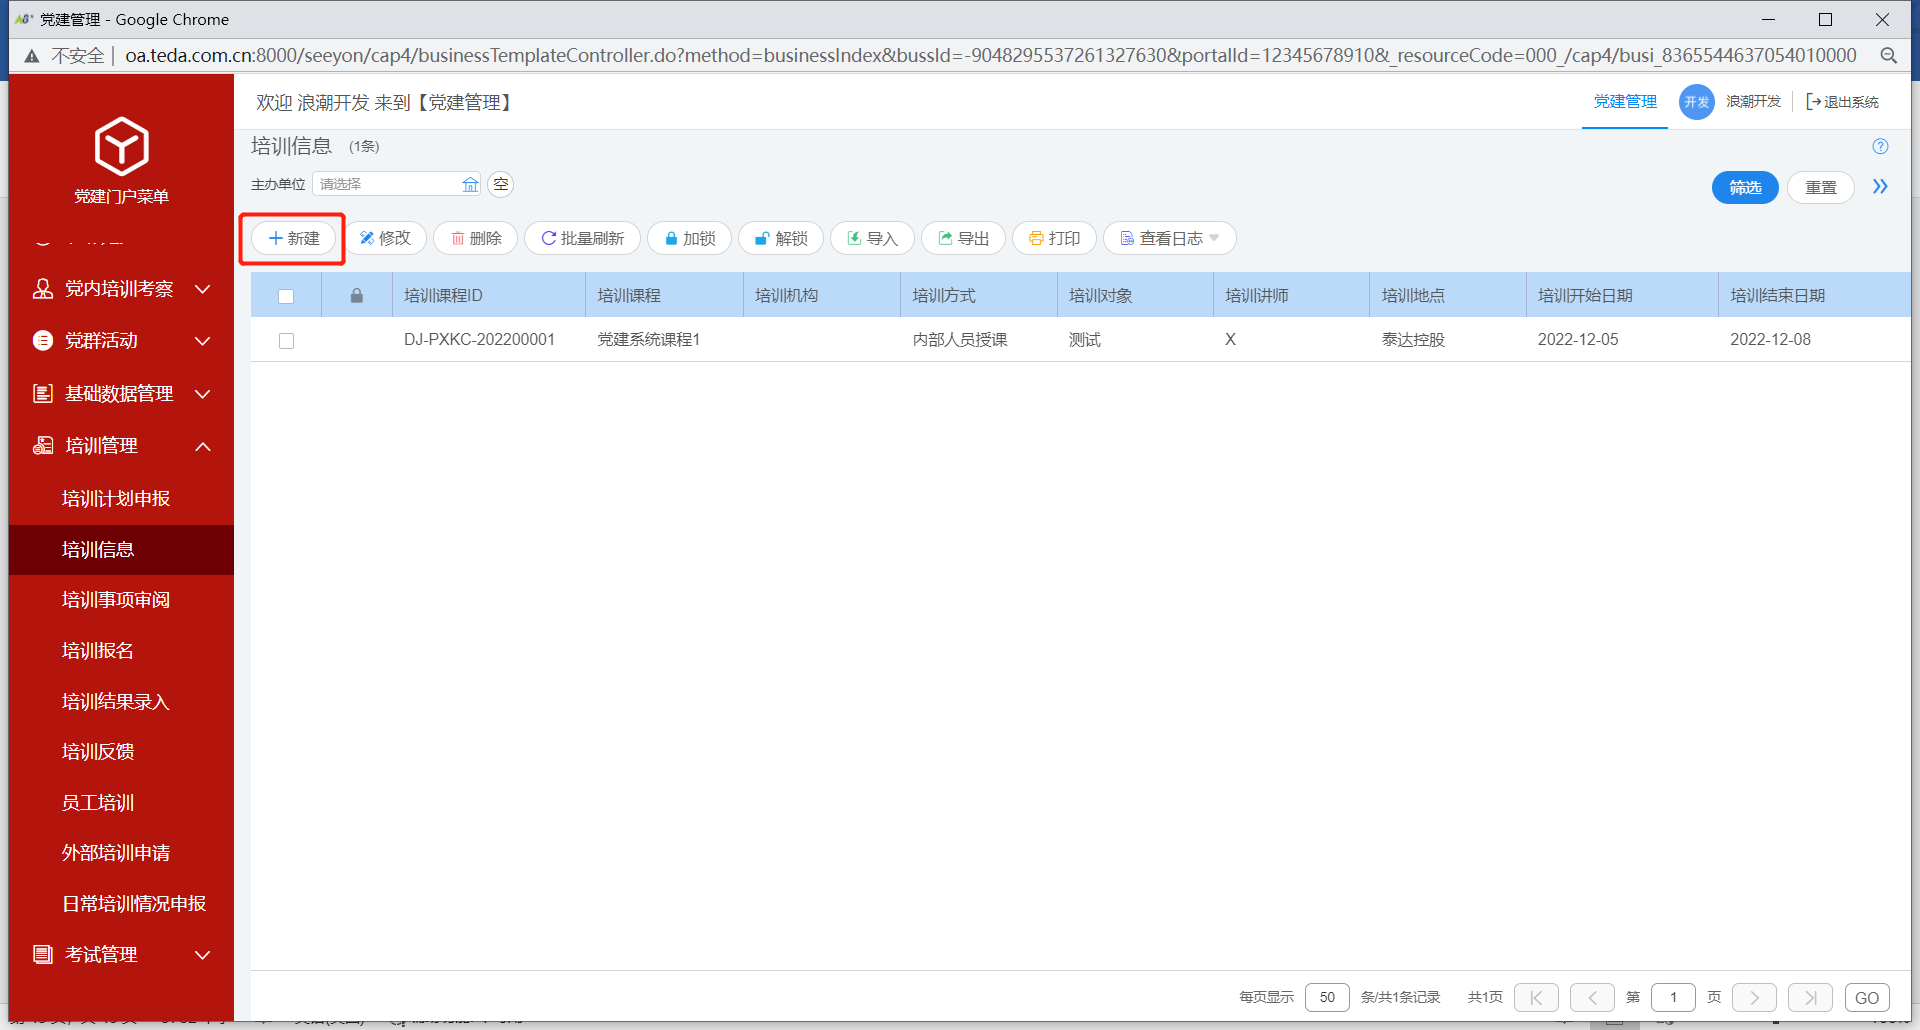 党建管理 - Google Chrome
不安全 | oa.teda.com.cn:8000/seeyon/cap4/businessTemplateController.do?method=businessIndex&bussId=-9048295537261327630&portalId=12345678910&_resourceCode=000_/cap4/busi_8365544637054010000
党建门户菜单
党内培训考察
党群活动
基础数据管理
培训管理
培训计划申报
培训信息
培训事项审阅
培训报名
培训结果录入
培训反馈
员工培训
外部培训申请
日常培训情况申报
考试管理
欢迎 浪潮开发 来到【党建管理】
党建管理 开发 浪潮开发 退出系统
培训信息 (1条)
主办单位 请选择 空 筛选 重置
新建 修改 删除 批量刷新 加锁 解锁 导入 导出 打印 查看日志
培训课程ID 培训课程 培训机构 培训方式 培训对象 培训讲师 培训地点 培训开始日期 培训结束日期
DJ-PXKC-202200001 党建系统课程1 内部人员授课 测试 X 泰达控股 2022-12-05 2022-12-08
每页显示 50 条/共1条记录 共1页 第 1 页 GO